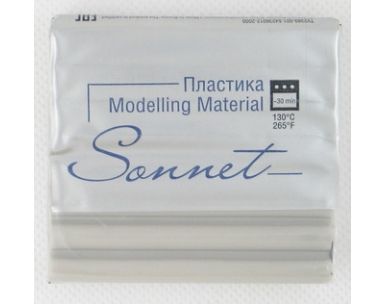 Пластика
Modelling Material
~30 min
130°C
265°F
Sonnet